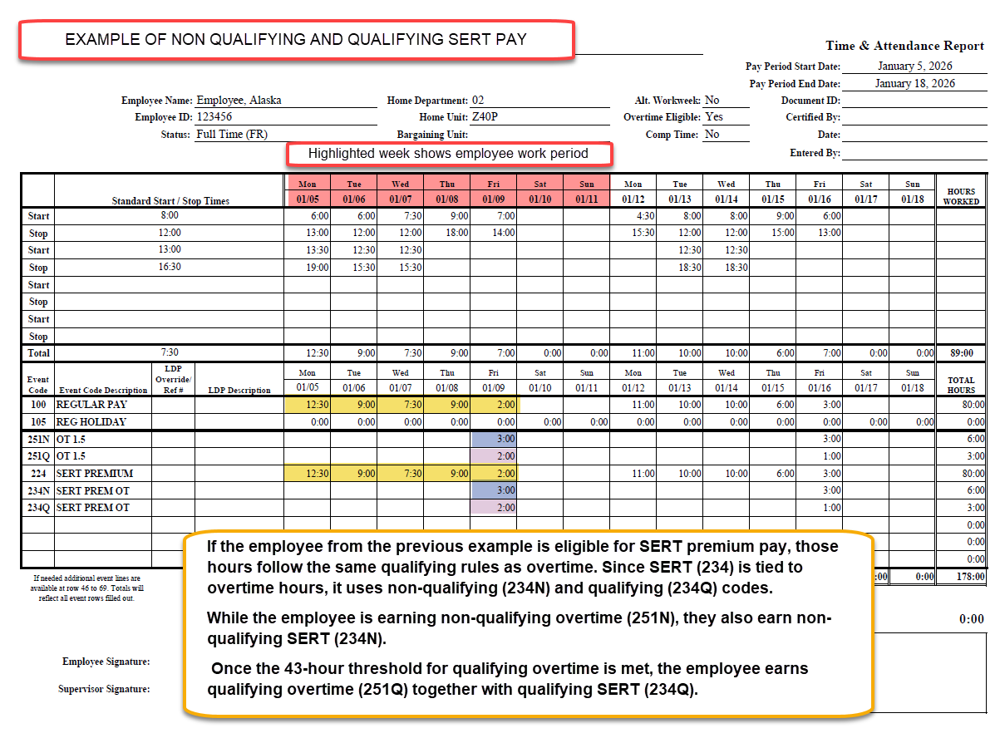 EXAMPLE OF NON QUALIFYING AND QUALIFYING SERT PAY
Time & Attendance Report
Pay Period Start Date: January 5, 2026
Pay Period End Date: January 18, 2026
Employee Name: Employee, Alaska Home Department: 02 Alt. Workweek: No Document ID:
Employee ID: 123456 Home Unit: Z40P Overtime Eligible: Yes Certified By:
Status: Full Time (FR) Bargaining Unit: Comp Time: No Date:
Entered By:
Highlighted week shows employee work period
Mon Tue Wed Thu Fri Sat Sun Mon Tue Wed Thu Fri Sat Sun HOURS
Standard Start / Stop Times 01/05 01/06 01/07 01/08 01/09 01/10 01/11 01/12 01/13 01/14 01/15 01/16 01/17 01/18 WORKED
Start 8:00 6:00 6:00 7:30 9:00 7:00 4:30 8:00 8:00 9:00 6:00
Stop 12:00 13:00 12:00 12:00 18:00 14:00 15:30 12:00 12:00 15:00 13:00
Start 13:00 13:30 12:30 12:30 12:30 12:30
Stop 16:30 19:00 15:30 15:30 18:30 18:30
Start
Stop
Start
Stop
Total 7:30 12:30 9:00 7:30 9:00 7:00 0:00 0:00 11:00 10:00 10:00 6:00 7:00 0:00 0:00 89:00
Event Code Event Code Description LDP Override/ Ref # LDP Description Mon Tue Wed Thu Fri Sat Sun Mon Tue Wed Thu Fri Sat Sun TOTAL
01/05 01/06 01/07 01/08 01/09 01/10 01/11 01/12 01/13 01/14 01/15 01/16 01/17 01/18 HOURS
100 REGULAR PAY 12:30 9:00 7:30 9:00 2:00 11:00 10:00 10:00 6:00 3:00 80:00
105 REG HOLIDAY 0:00 0:00 0:00 0:00 0:00 0:00 0:00 0:00 0:00 0:00 0:00 0:00 0:00 0:00 0:00
251N OT 1.5 3:00 3:00 6:00
251Q OT 1.5 2:00 1:00 3:00
224 SERT PREMIUM 12:30 9:00 7:30 9:00 2:00 11:00 10:00 10:00 6:00 3:00 80:00
234N SERT PREM OT 3:00 3:00 6:00
234Q SERT PREM OT 2:00 1:00 3:00
0:00
0:00
0:00
:00 0:00 178:00
If needed additional event lines are
available at row 46 to 69. Totals will
reflect all event rows filled out.
0:00
Employee Signature:
Supervisor Signature:
If the employee from the previous example is eligible for SERT premium pay, those
hours follow the same qualifying rules as overtime. Since SERT (234) is tied to
overtime hours, it uses non-qualifying (234N) and qualifying (234Q) codes.
While the employee is earning non-qualifying overtime (251N), they also earn non-
qualifying SERT (234N).
Once the 43-hour threshold for qualifying overtime is met, the employee earns
qualifying overtime (251Q) together with qualifying SERT (234Q).